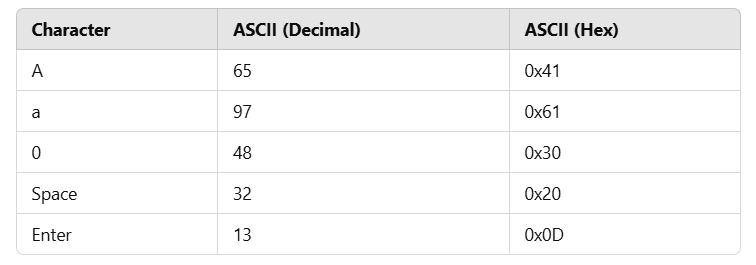 Character ASCII (Decimal) ASCII (Hex)
A 65 0x41
a 97 0x61
0 48 0x30
Space 32 0x20
Enter 13 0x0D